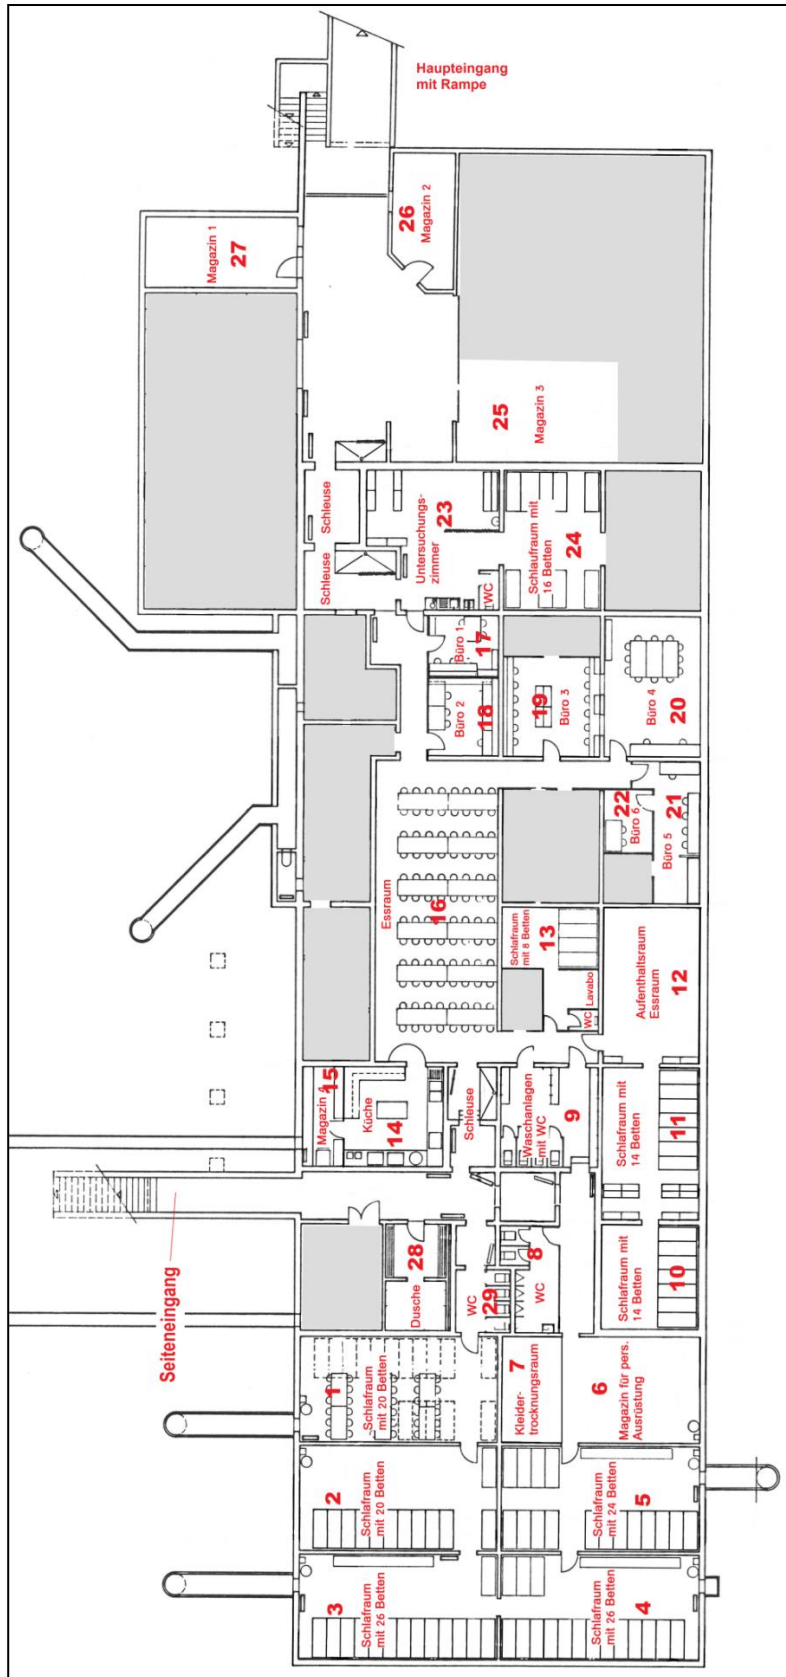 Haupteingang
mit Rampe
26
Magazin 2
Magazin 1
27
25
Magazin 3
Schleuse
Schleuse
23
Untersuchungs-
zimmer
WC
Schlaufraum mit
16 Betten
24
Büro 1
17
Büro 2
18
19
Büro 3
Büro 4
20
22
Büro 6
21
Büro 5
Essraum
16
Schlafraum
mit 8 Betten
13
Lavabo
WC
Aufenthaltsraum
Essraum
12
Magazin 4
15
Küche
14
Schleuse
Waschanlagen
mit WC
9
Schlafraum mit
14 Betten
11
Seiteneingang
28
Dusche
WC
29
8
WC
Schlafraum mit
14 Betten
10
1
Schlafraum
mit 20 Betten
7
Kleider-
trocknungsraum
6
Magazin für pers.
Ausrüstung
2
Schlafraum
mit 20 Betten
Schlafraum
mit 24 Betten
5
3
Schlafraum
mit 26 Betten
Schlafraum
mit 26 Betten
4